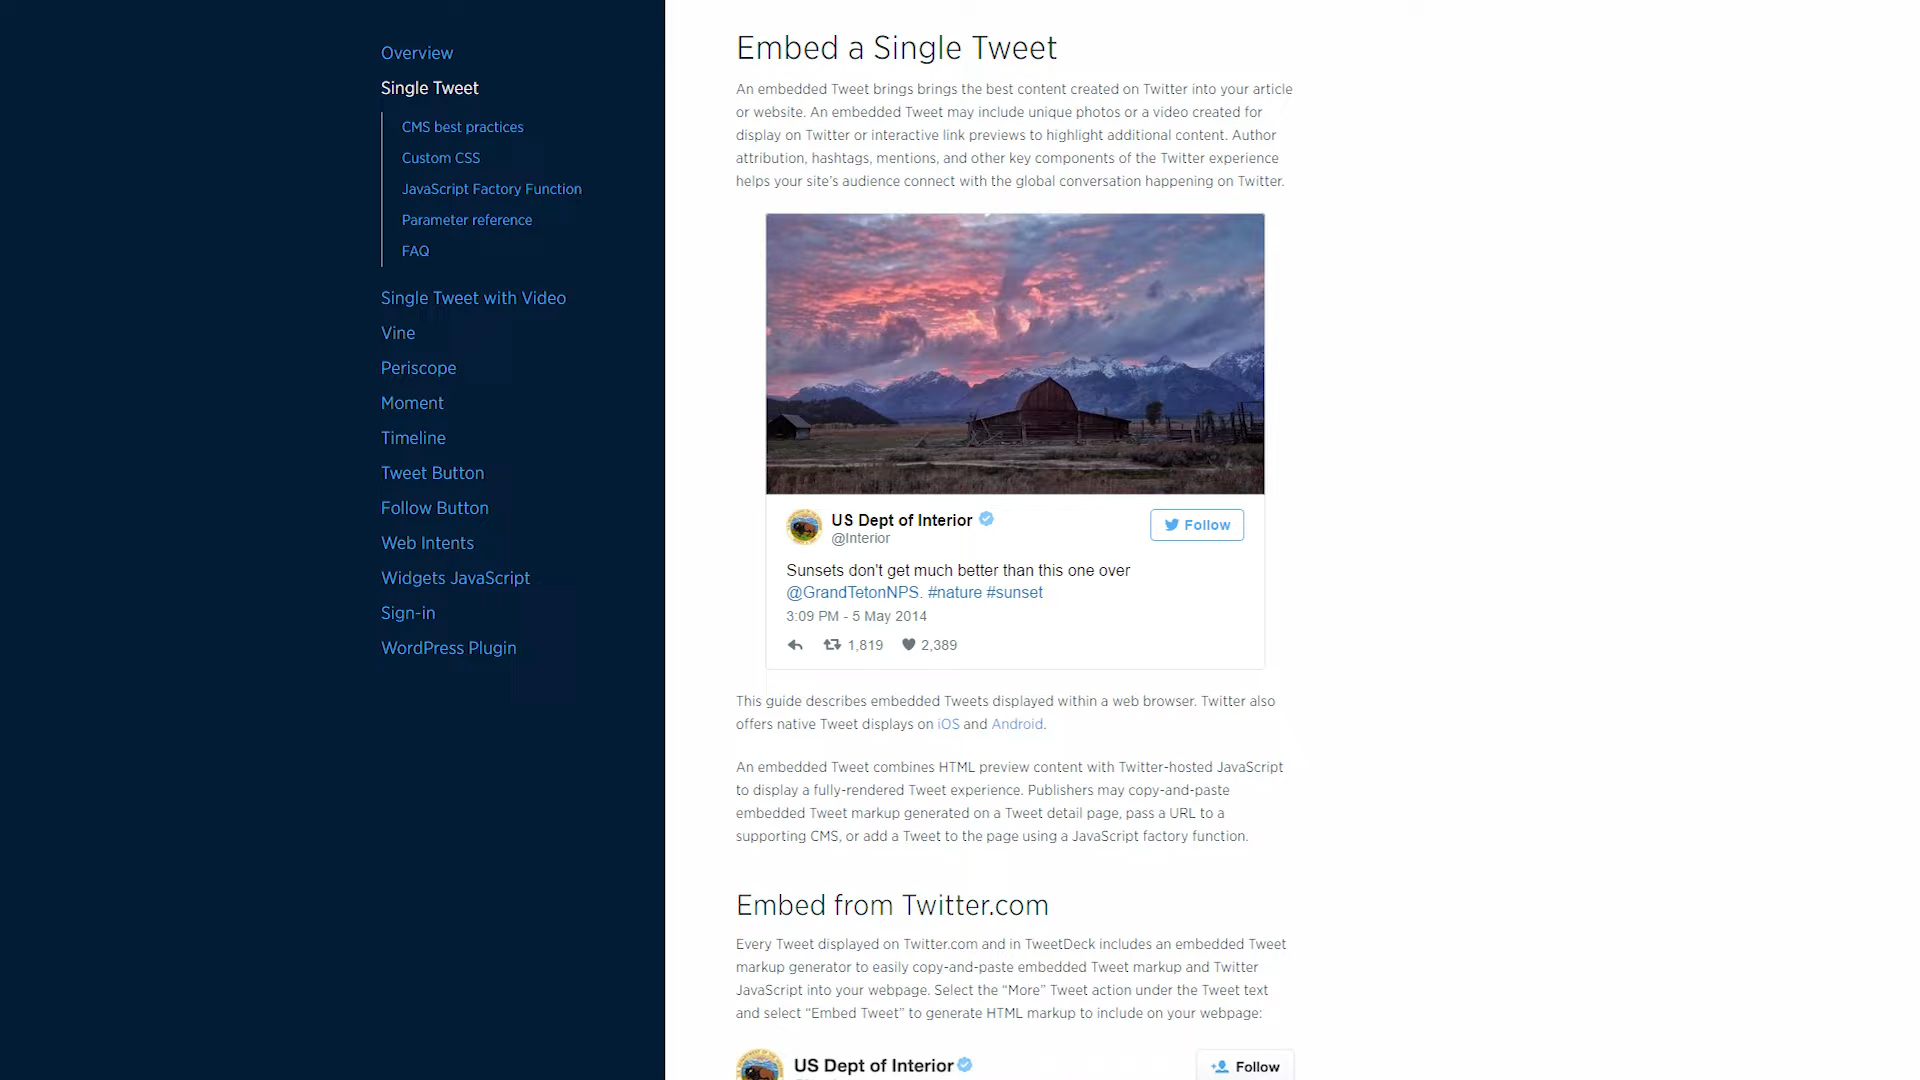 Overview
Single Tweet
CMS best practices
Custom CSS
JavaScript Factory Function
Parameter reference
FAQ
Single Tweet with Video
Vine
Periscope
Moment
Timeline
Tweet Button
Follow Button
Web Intents
Widgets JavaScript
Sign-in
WordPress Plugin
Embed a Single Tweet
An embedded Tweet brings brings the best content created on Twitter into your article
or website. An embedded Tweet may include unique photos or a video created for
display on Twitter or interactive link previews to highlight additional content. Author
attribution, hashtags, mentions, and other key components of the Twitter experience
helps your site’s audience connect with the global conversation happening on Twitter.
US Dept of Interior
@Interior
Follow
Sunsets don't get much better than this one over
@GrandTetonNPS. #nature #sunset
3:09 PM - 5 May 2014
1,819 2,389
This guide describes embedded Tweets displayed within a web browser. Twitter also
offers native Tweet displays on iOS and Android.
An embedded Tweet combines HTML preview content with Twitter-hosted JavaScript
to display a fully-rendered Tweet experience. Publishers may copy-and-paste
embedded Tweet markup generated on a Tweet detail page, pass a URL to a
supporting CMS, or add a Tweet to the page using a JavaScript factory function.
Embed from Twitter.com
Every Tweet displayed on Twitter.com and in TweetDeck includes an embedded Tweet
markup generator to easily copy-and-paste embedded Tweet markup and Twitter
JavaScript into your webpage. Select the “More” Tweet action under the Tweet text
and select “Embed Tweet” to generate HTML markup to include on your webpage:
US Dept of Interior
Follow